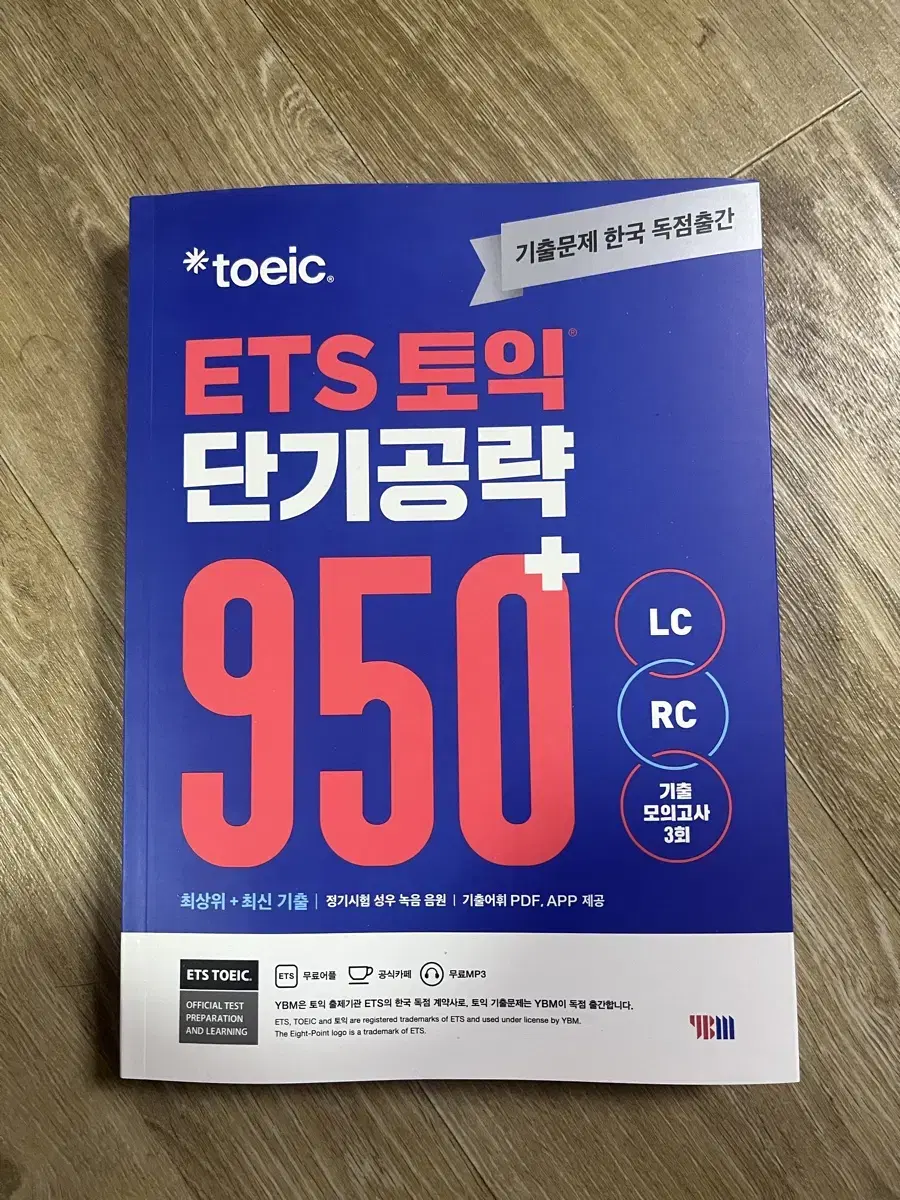 기출문제 한국 독점출간
*toeic®
ETS 토익®
단기공략
950+
LC
RC
기출
모의고사
3회
최상위 + 최신 기출 | 정기시험 성우 녹음 음원 | 기출어휘 PDF, APP 제공
ETS TOEIC.
OFFICIAL TEST
PREPARATION
AND LEARNING
ETS 무료어플 공식카페 무료MP3
YBM은 토익 출제기관 ETS의 한국 독점 계약사로, 토익 기출문제는 YBM이 독점 출간합니다.
ETS, TOEIC and 토익 are registered trademarks of ETS and used under license by YBM.
The Eight-Point logo is a trademark of ETS.
YBM